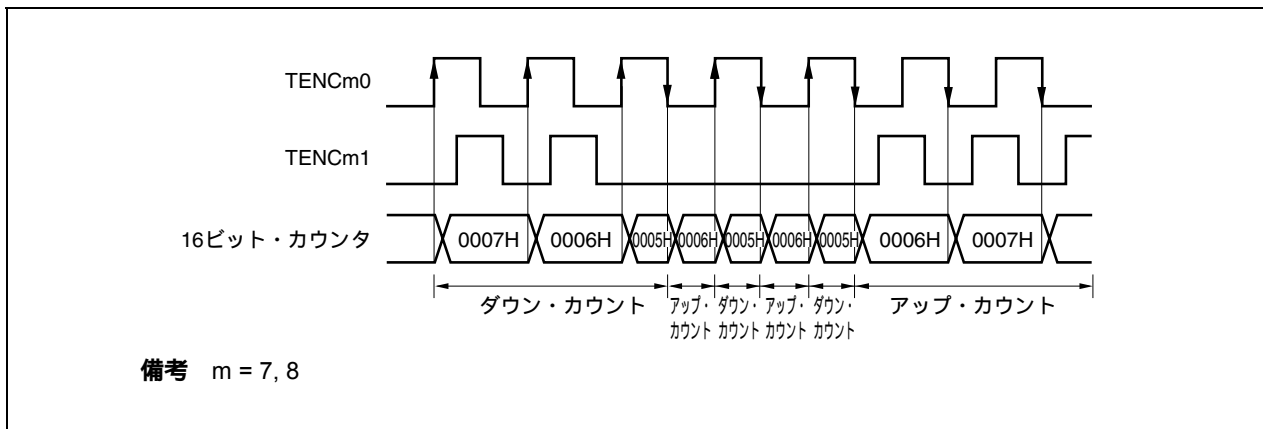 TENCm0
TENCm1
16ビット・カウンタ 0007H 0006H 0005H 0006H 0005H 0006H 0005H 0006H 0007H
ダウン・カウント アップ・カウント ダウン・カウント アップ・カウント ダウン・カウント アップ・カウント
備考 m = 7, 8